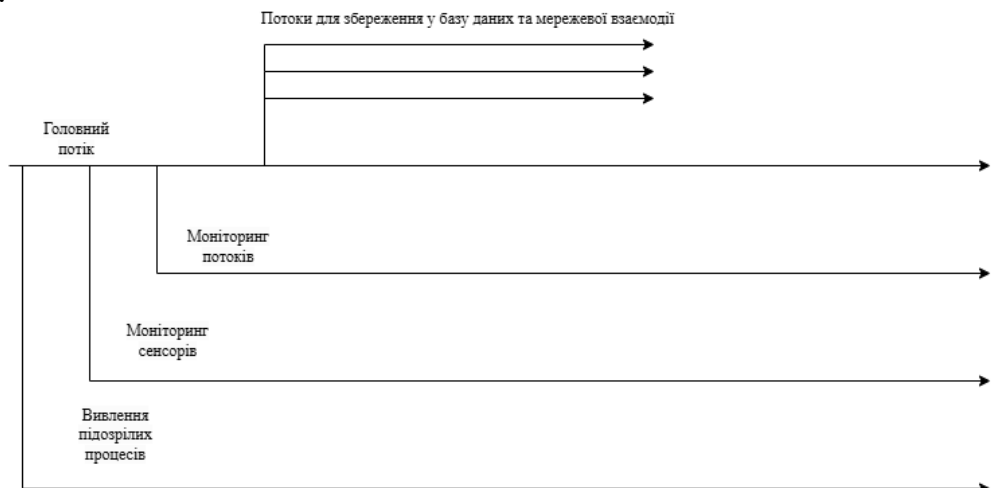 Потоки для збереження у базу даних та мережевої взаємодії
Головний
потік
Моніторинг
потоків
Моніторинг
сенсорів
Вивлення
підозрілих
процесів